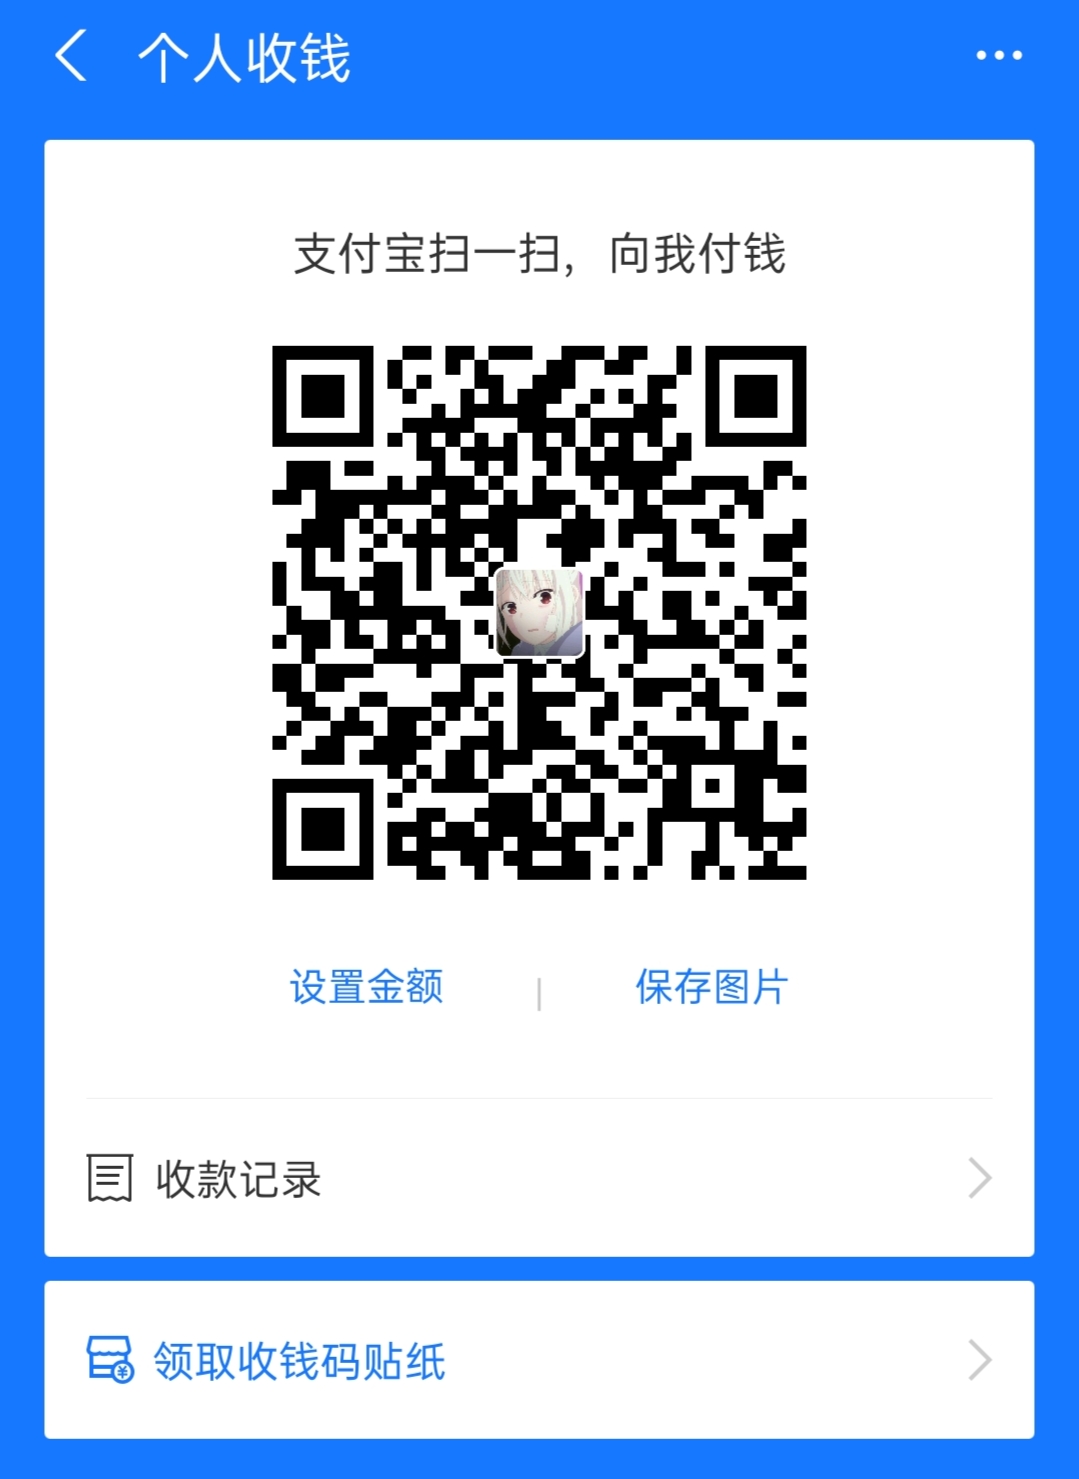 个人收钱
支付宝扫一扫，向我付钱
设置金额 | 保存图片
收款记录
领取收钱码贴纸